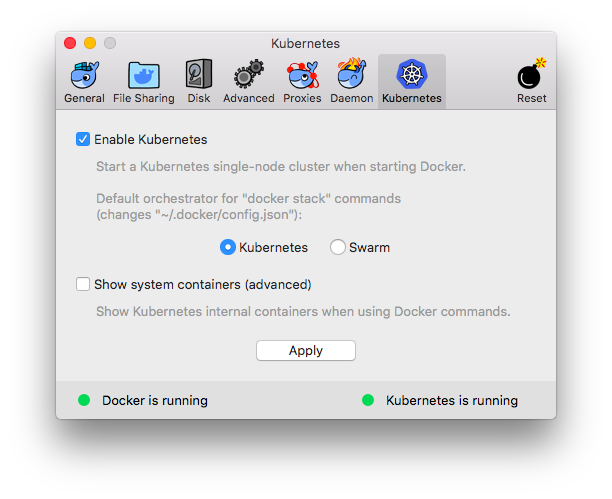 Kubernetes
General File Sharing Disk Advanced Proxies Daemon Kubernetes Reset
Enable Kubernetes
Start a Kubernetes single-node cluster when starting Docker.
Default orchestrator for "docker stack" commands
(changes "~/.docker/config.json"):
Kubernetes Swarm
Show system containers (advanced)
Show Kubernetes internal containers when using Docker commands.
Apply
Docker is running Kubernetes is running